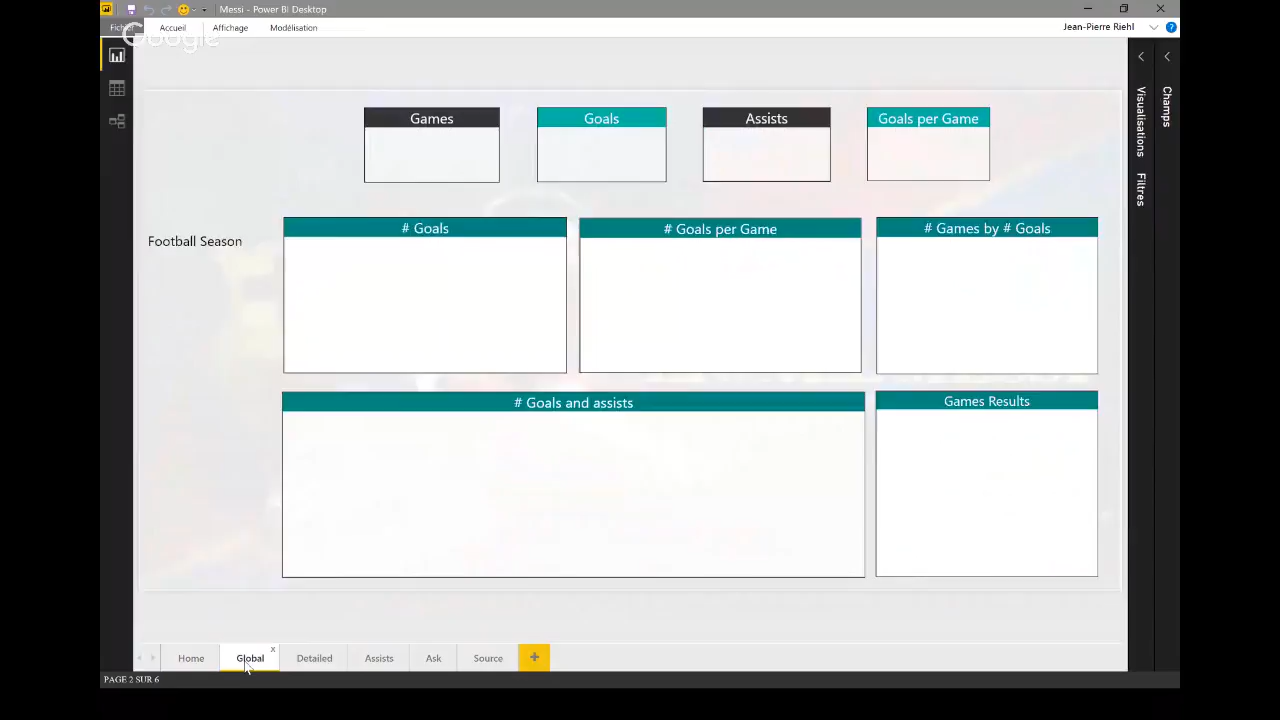 Messi - Power BI Desktop
Fichier Accueil Affichage Modélisation
Jean-Pierre Riehl
Google
Games Goals Assists Goals per Game
Football Season
# Goals # Goals per Game # Games by # Goals
# Goals and assists Games Results
Visualisations
Filtres
Champs
Home Global Detailed Assists Ask Source
PAGE 2 SUR 6